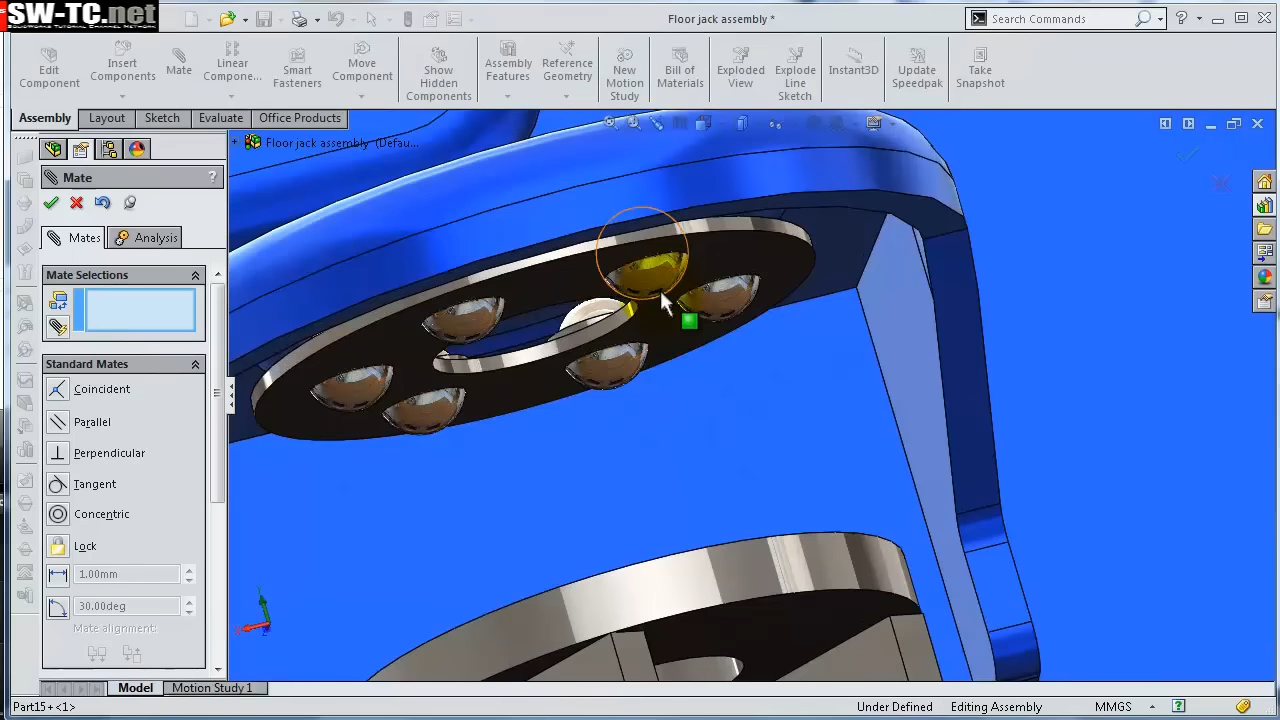 SW-TC.net
SOLIDWORKS TUTORIAL CHANNEL NETWORK
Floor jack assembly *
Search Commands
Edit Component
Insert Components
Mate
Linear Compone...
Smart Fasteners
Move Component
Show Hidden Components
Assembly Features
Reference Geometry
New Motion Study
Bill of Materials
Exploded View
Explode Line Sketch
Instant3D
Update Speedpak
Take Snapshot
Assembly
Layout
Sketch
Evaluate
Office Products
Floor jack assembly (Defau...
Mate
?
Mates
Analysis
Mate Selections
Standard Mates
Coincident
Parallel
Perpendicular
Tangent
Concentric
Lock
1.00mm
30.00deg
Mate alignment:
Model
Motion Study 1
Part15+ <1>
Under Defined
Editing Assembly
MMGS